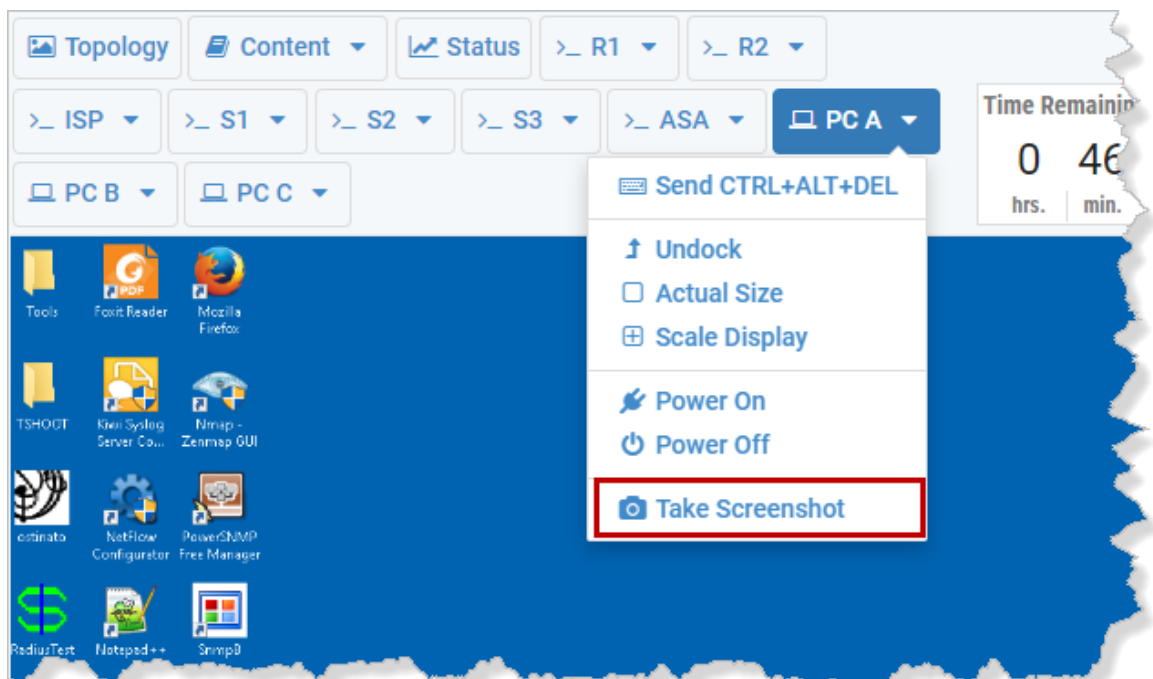 Topology Content Status >_ R1 >_ R2
>_ ISP >_ S1 >_ S2 >_ S3 >_ ASA PC A
PC B PC C
Time Remainin
0 46
hrs. min.
Send CTRL+ALT+DEL
Undock
Actual Size
Scale Display
Power On
Power Off
Take Screenshot
Tools Foxit Reader Mozilla
Firefox
TSHOOT Kiwi Syslog Nmap -
Server Co... Zenmap GUI
ostinato NetFlow PowerSNMP
Configurator Free Manager
RadiusTest Notepad++ SnmpB
PDF